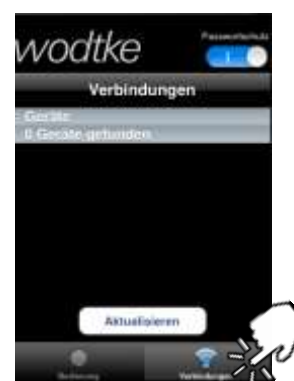 wodtke
Passwortschutz
Verbindungen
Geräte
0 Geräte gefunden
Aktualisieren
Bedienung
Verbindungen